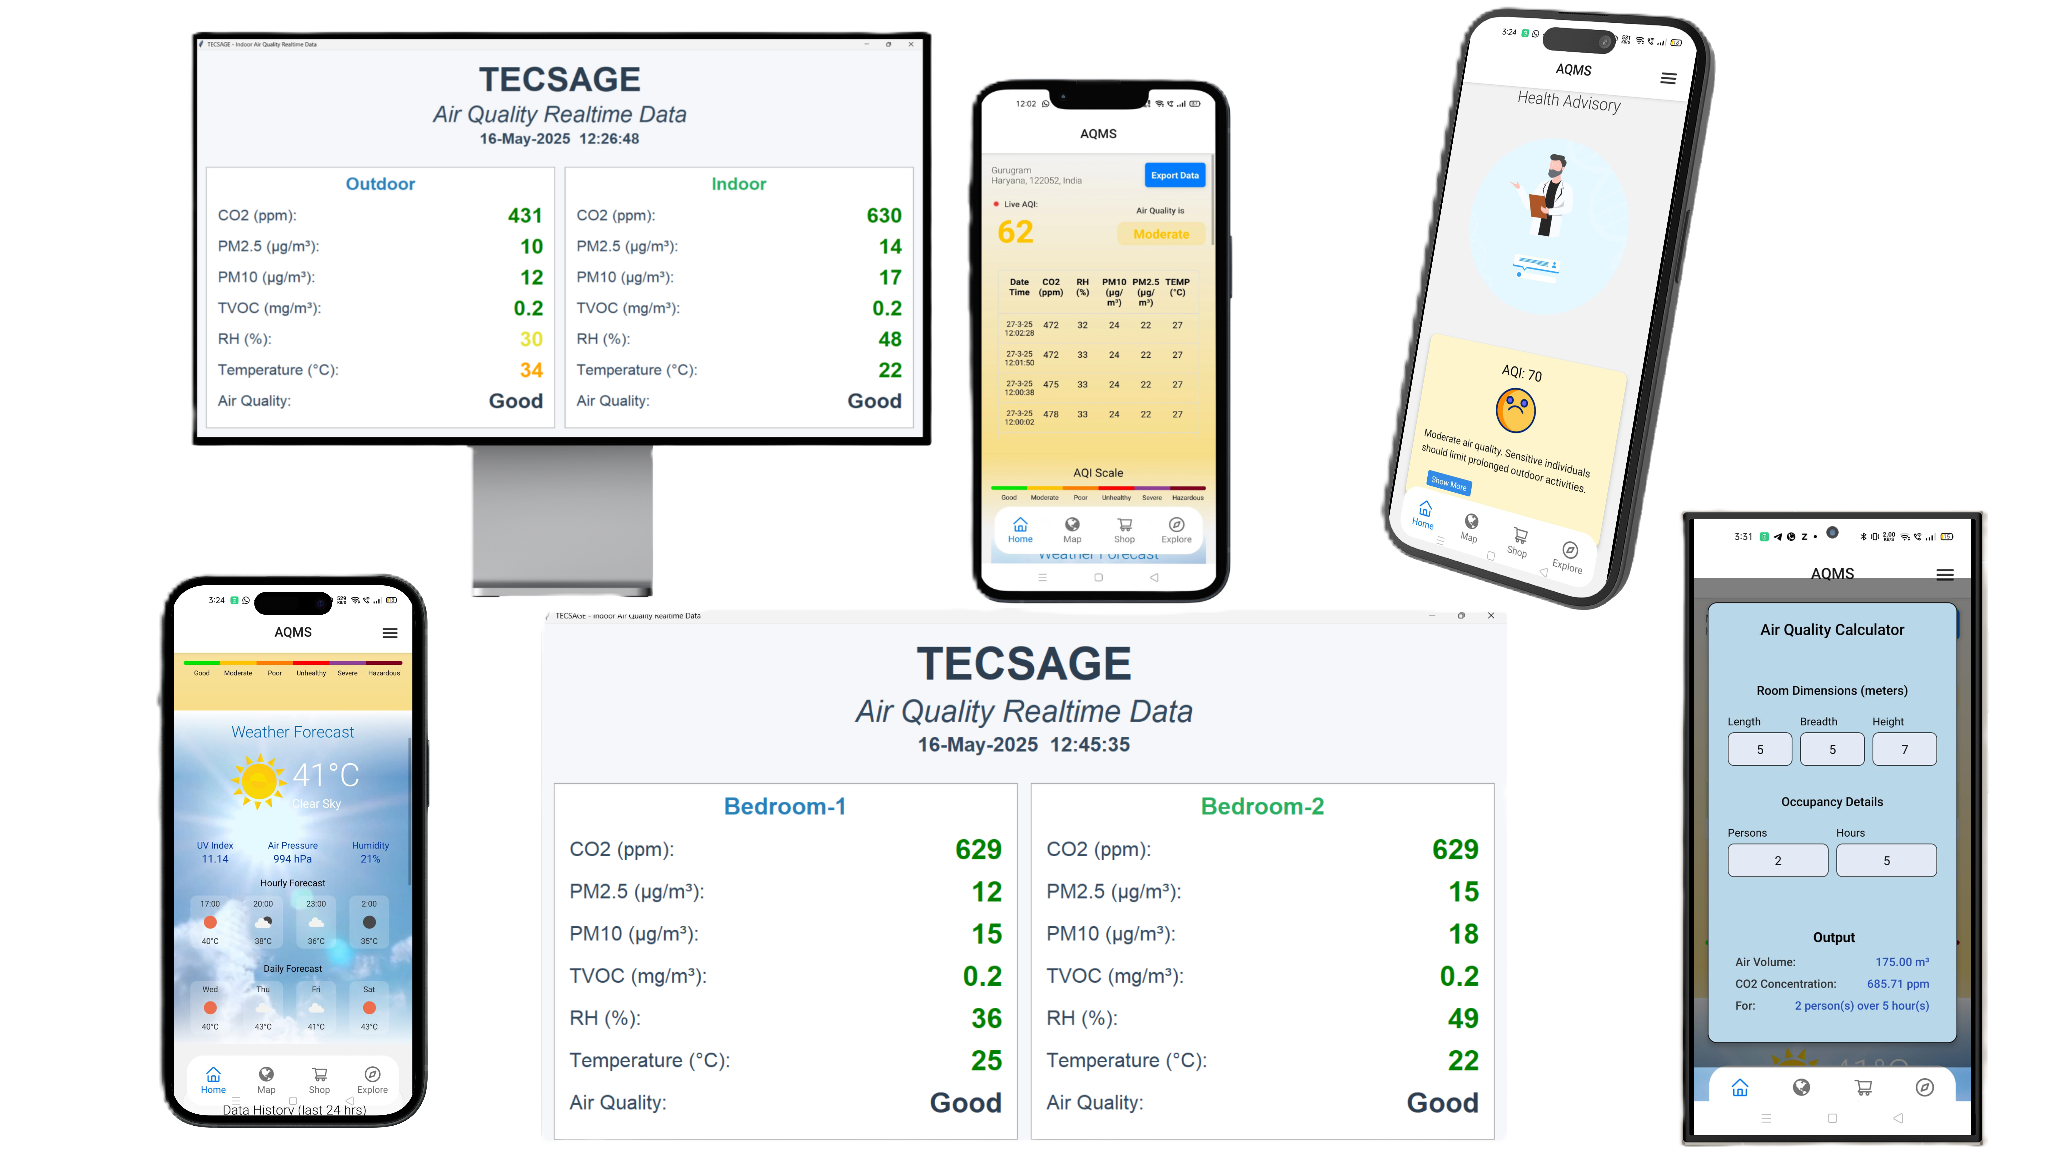 TECSAGE - Indoor Air Quality Realtime Data
TECSAGE
Air Quality Realtime Data
16-May-2025 12:26:48
Outdoor
CO2 (ppm): 431
PM2.5 (µg/m³): 10
PM10 (µg/m³): 12
TVOC (mg/m³): 0.2
RH (%): 30
Temperature (°C): 34
Air Quality: Good
Indoor
CO2 (ppm): 630
PM2.5 (µg/m³): 14
PM10 (µg/m³): 17
TVOC (mg/m³): 0.2
RH (%): 48
Temperature (°C): 22
Air Quality: Good
12:02
AQMS
Gurugram
Haryana, 122052, India
Export Data
Live AQI:
Air Quality is
62
Moderate
Date Time CO2 (ppm) RH (%) PM10 (µg/m³) PM2.5 (µg/m³) TEMP (°C)
27-3-25 12:02:28 472 32 24 22 27
27-3-25 12:01:50 472 33 24 22 27
27-3-25 12:00:38 475 33 24 22 27
27-3-25 12:00:02 478 33 24 22 27
AQI Scale
Good Moderate Poor Unhealthy Severe Hazardous
Home Map Shop Explore
Weather Forecast
3:24
AQMS
Health Advisory
AQI: 70
Moderate air quality. Sensitive individuals
should limit prolonged outdoor activities.
Show More
Home Map Shop Explore
3:24
AQMS
Good Moderate Poor Unhealthy Severe Hazardous
Weather Forecast
41°C
Clear Sky
UV Index Air Pressure Humidity
11.14 994 hPa 21%
Hourly Forecast
17:00 20:00 23:00 2:00
40°C 38°C 36°C 35°C
Daily Forecast
Wed Thu Fri Sat
40°C 43°C 41°C 43°C
Home Map Shop Explore
Data History (last 24 hrs)
TECSAGE - Indoor Air Quality Realtime Data
TECSAGE
Air Quality Realtime Data
16-May-2025 12:45:35
Bedroom-1
CO2 (ppm): 629
PM2.5 (µg/m³): 12
PM10 (µg/m³): 15
TVOC (mg/m³): 0.2
RH (%): 36
Temperature (°C): 25
Air Quality: Good
Bedroom-2
CO2 (ppm): 629
PM2.5 (µg/m³): 15
PM10 (µg/m³): 18
TVOC (mg/m³): 0.2
RH (%): 49
Temperature (°C): 22
Air Quality: Good
3:31
AQMS
Air Quality Calculator
Room Dimensions (meters)
Length Breadth Height
5 5 7
Occupancy Details
Persons Hours
2 5
Output
Air Volume: 175.00 m³
CO2 Concentration: 685.71 ppm
For: 2 person(s) over 5 hour(s)
41°C